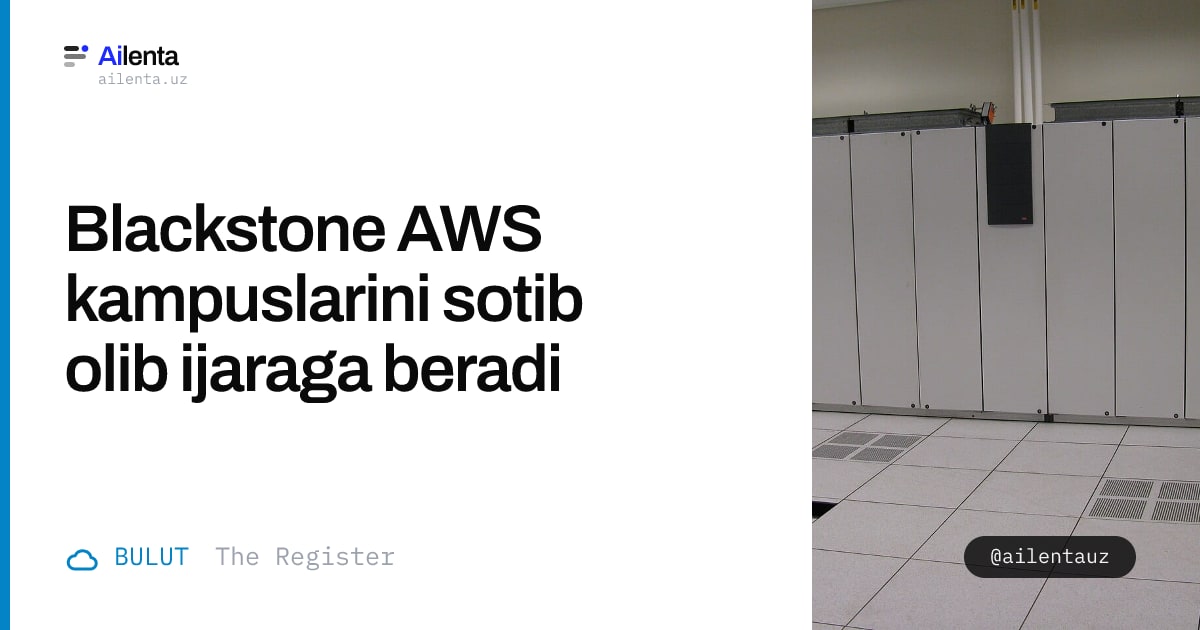 Ailenta
ailenta.uz
Blackstone AWS
kampuslarini sotib
olib ijaraga beradi
BULUT The Register
@ailentauz